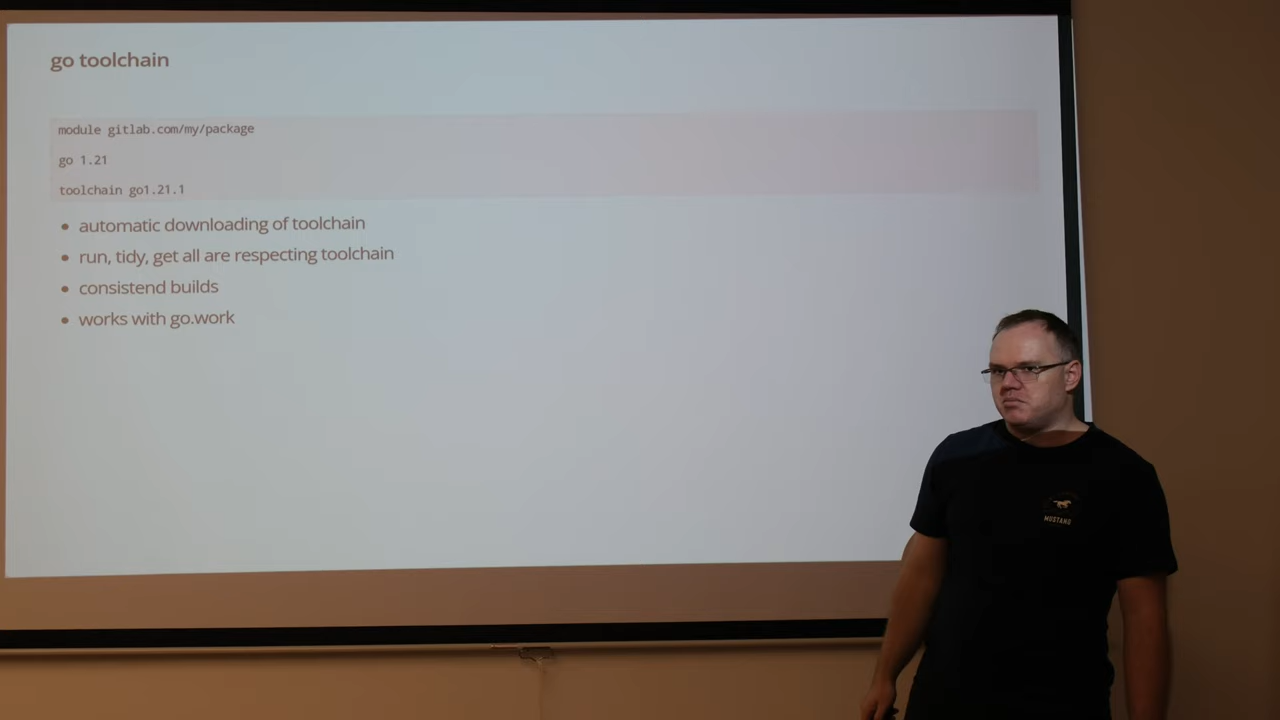 go toolchain
module gitlab.com/my/package
go 1.21
toolchain go1.21.1
automatic downloading of toolchain
run, tidy, get all are respecting toolchain
consistend builds
works with go.work
MUSTANG